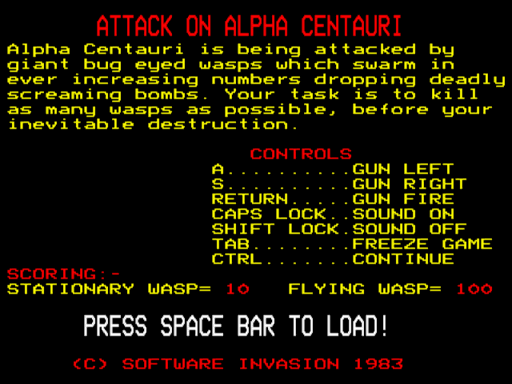 ATTACK ON ALPHA CENTAURI
Alpha Centauri is being attacked by
giant bug eyed wasps which swarm in
ever increasing numbers dropping deadly
screaming bombs. Your task is to kill
as many wasps as possible, before your
inevitable destruction.
CONTROLS
A..........GUN LEFT
S..........GUN RIGHT
RETURN.....GUN FIRE
CAPS LOCK..SOUND ON
SHIFT LOCK.SOUND OFF
TAB........FREEZE GAME
CTRL.......CONTINUE
SCORING:-
STATIONARY WASP= 10 FLYING WASP= 100
PRESS SPACE BAR TO LOAD!
(C) SOFTWARE INVASION 1983